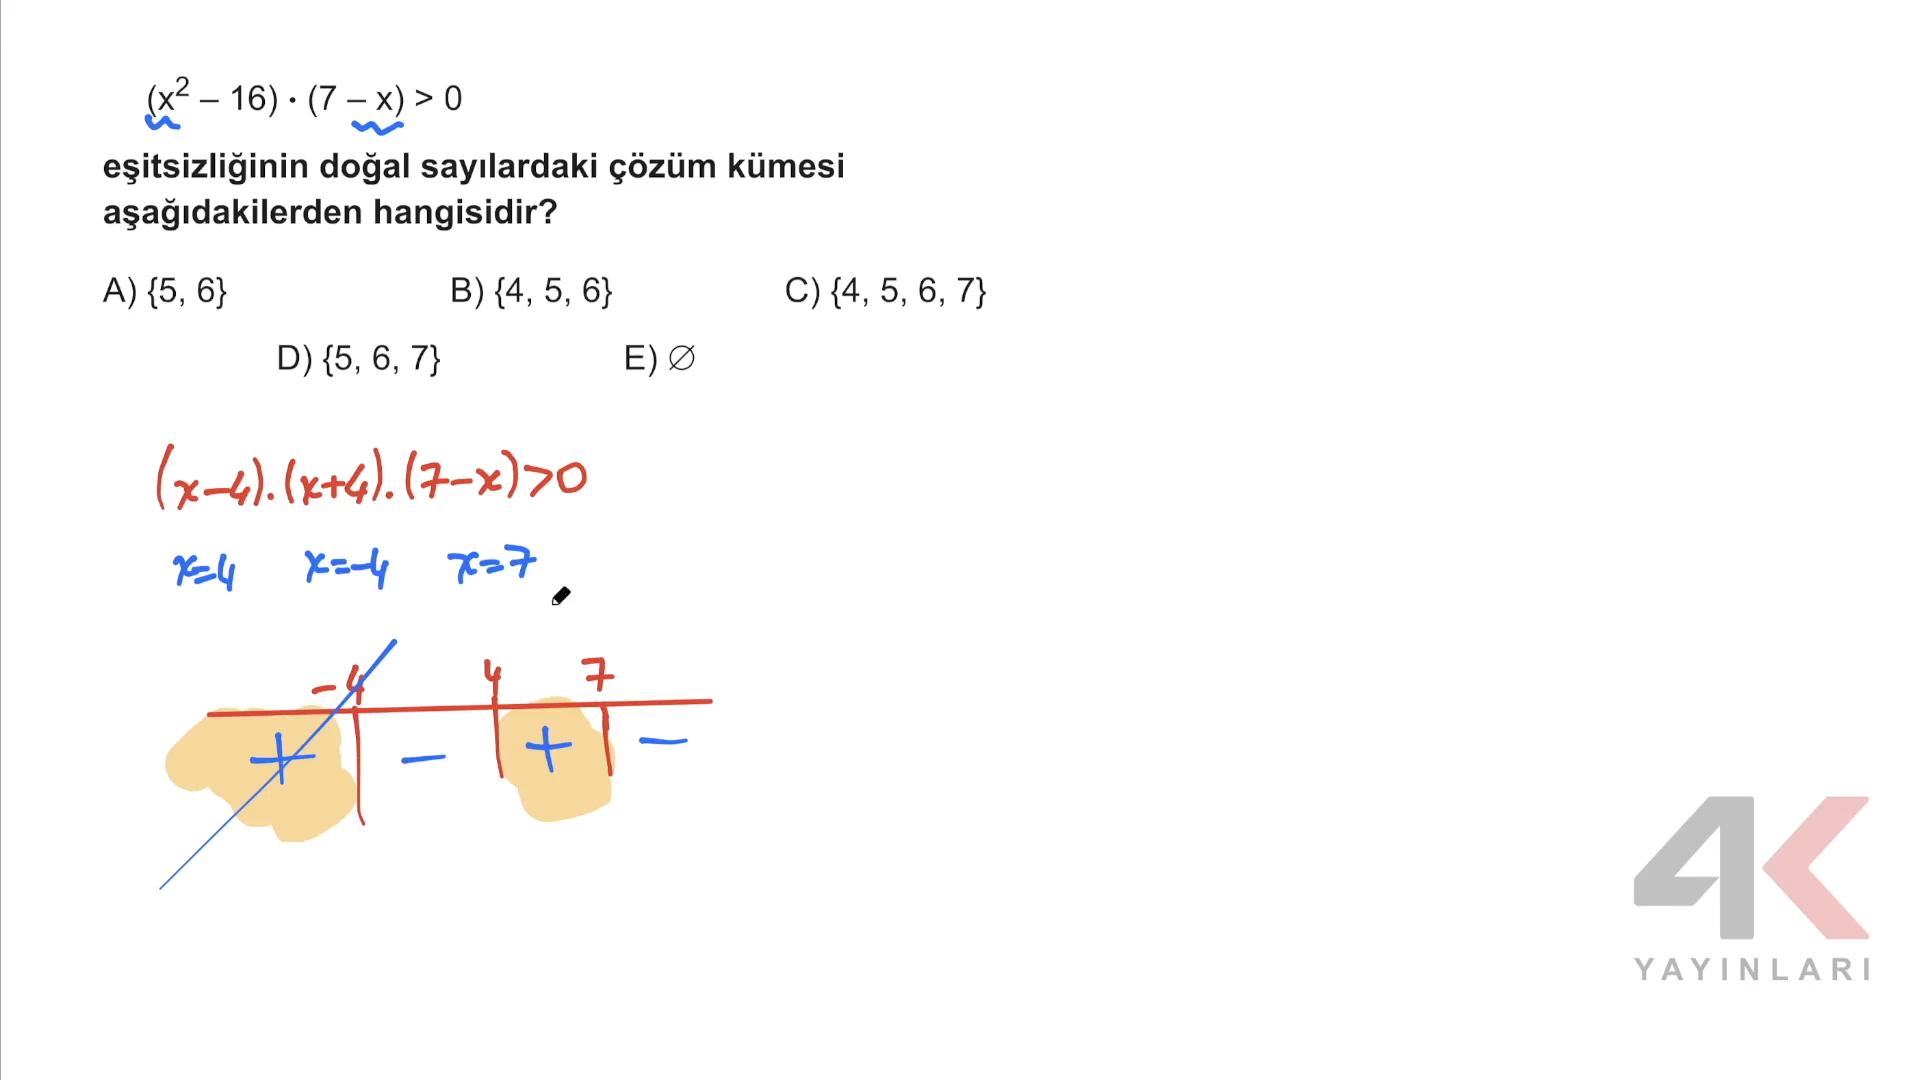 (x² – 16) · (7 – x) > 0
eşitsizliğinin doğal sayılardaki çözüm kümesi
aşağıdakilerden hangisidir?
A) {5, 6} B) {4, 5, 6} C) {4, 5, 6, 7}
D) {5, 6, 7} E) ∅
(x-4).(x+4).(7-x)>0
x=4 x=-4 x=7
-4 4 7
+ - + -
4K
YAYINLARI